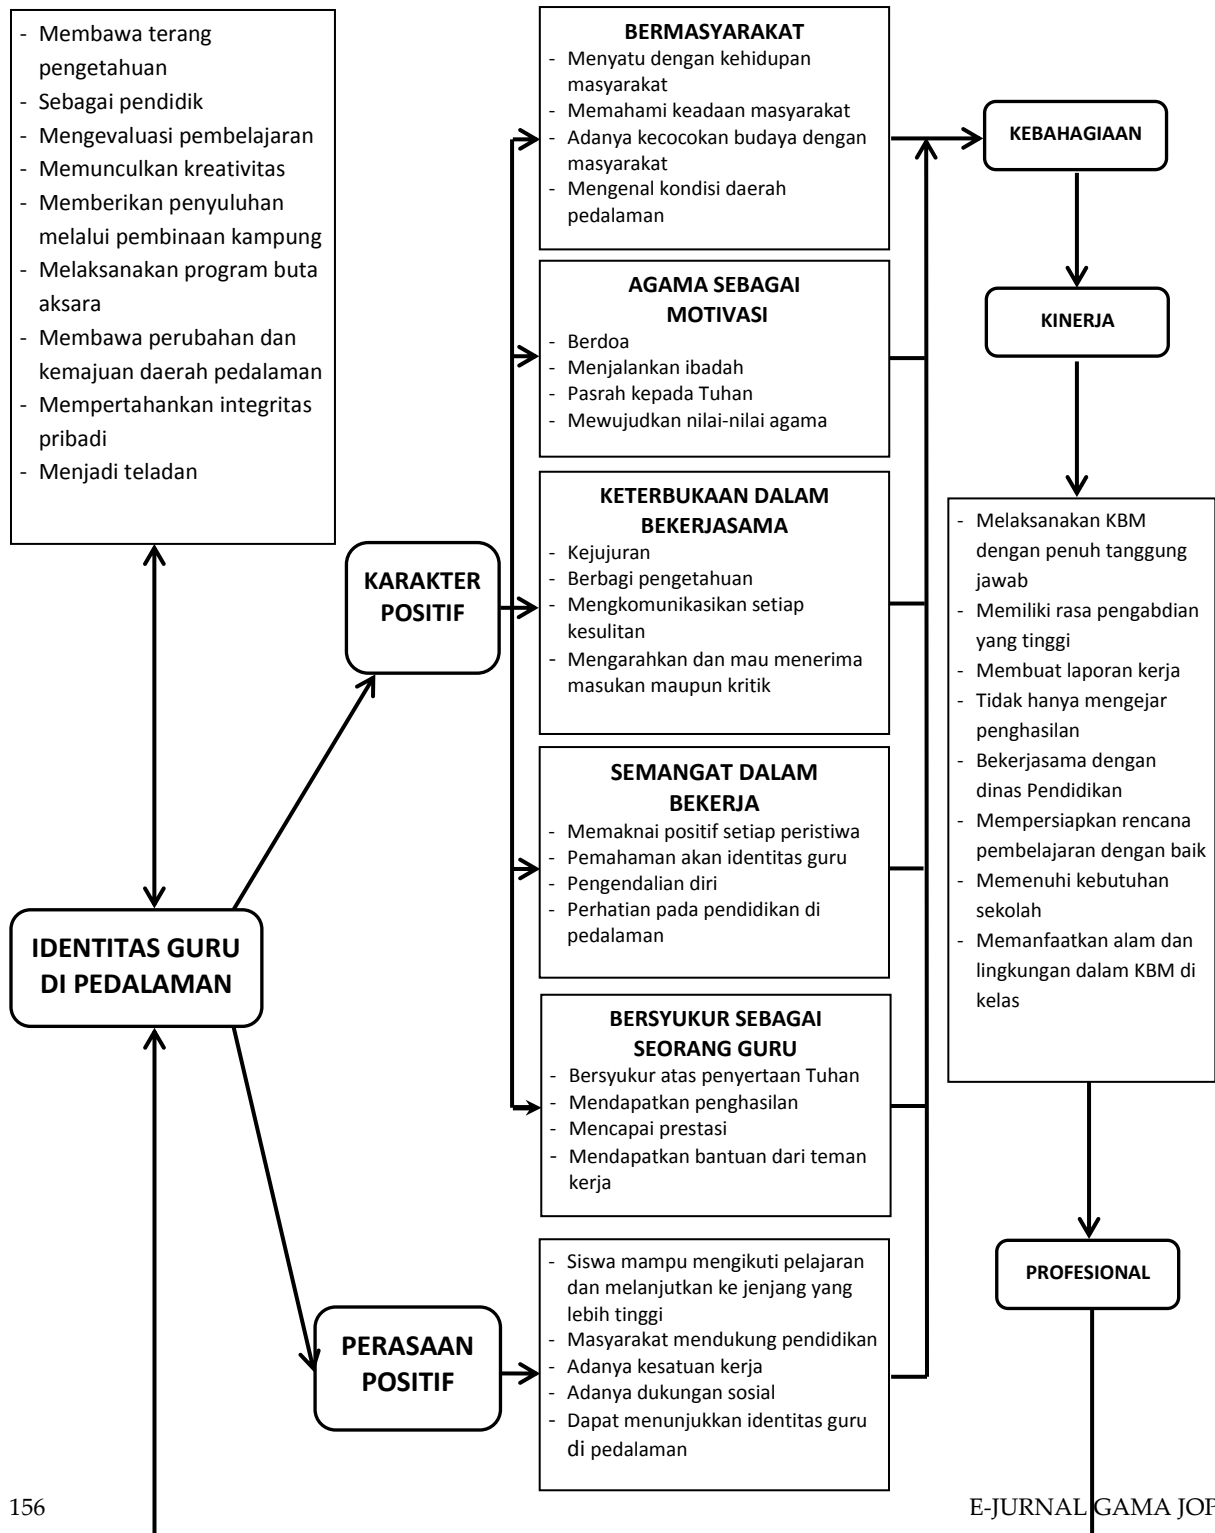 - Membawa terang
pengetahuan
- Sebagai pendidik
- Mengevaluasi pembelajaran
- Memunculkan kreativitas
- Memberikan penyuluhan
melalui pembinaan kampung
- Melaksanakan program buta
aksara
- Membawa perubahan dan
kemajuan daerah pedalaman
- Mempertahankan integritas
pribadi
- Menjadi teladan
IDENTITAS GURU
DI PEDALAMAN
KARAKTER
POSITIF
PERASAAN
POSITIF
BERMASYARAKAT
- Menyatu dengan kehidupan
masyarakat
- Memahami keadaan masyarakat
- Adanya kecocokan budaya dengan
masyarakat
- Mengenal kondisi daerah
pedalaman
AGAMA SEBAGAI
MOTIVASI
- Berdoa
- Menjalankan ibadah
- Pasrah kepada Tuhan
- Mewujudkan nilai-nilai agama
KETERBUKAAN DALAM
BEKERJASAMA
- Kejujuran
- Berbagi pengetahuan
- Mengkomunikasikan setiap
kesulitan
- Mengarahkan dan mau menerima
masukan maupun kritik
SEMANGAT DALAM
BEKERJA
- Memaknai positif setiap peristiwa
- Pemahaman akan identitas guru
- Pengendalian diri
- Perhatian pada pendidikan di
pedalaman
BERSYUKUR SEBAGAI
SEORANG GURU
- Bersyukur atas penyertaan Tuhan
- Mendapatkan penghasilan
- Mencapai prestasi
- Mendapatkan bantuan dari teman
kerja
- Siswa mampu mengikuti pelajaran
dan melanjutkan ke jenjang yang
lebih tinggi
- Masyarakat mendukung pendidikan
- Adanya kesatuan kerja
- Adanya dukungan sosial
- Dapat menunjukkan identitas guru
di pedalaman
KEBAHAGIAAN
KINERJA
- Melaksanakan KBM
dengan penuh tanggung
jawab
- Memiliki rasa pengabdian
yang tinggi
- Membuat laporan kerja
- Tidak hanya mengejar
penghasilan
- Bekerjasama dengan
dinas Pendidikan
- Mempersiapkan rencana
pembelajaran dengan baik
- Memenuhi kebutuhan
sekolah
- Memanfaatkan alam dan
lingkungan dalam KBM di
kelas
PROFESIONAL
156
E-JURNAL GAMA JOP